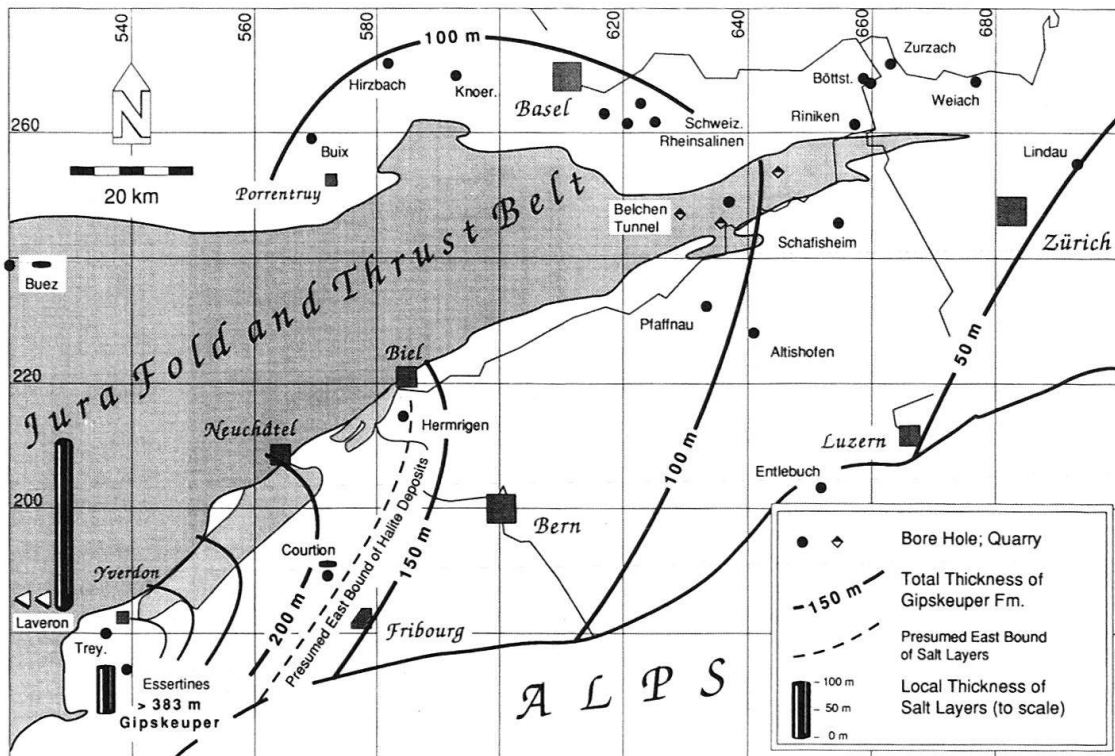 540
580
620
640
660
680
100 m
Hirzbach
Knoer.
Basel
Zurzach
Böttst.
Weiach
Riniken
Schweiz.
Rheinsalinen
260
N
20 km
Buix
Porrentruy
Lindau
Zürich
Belchen
Tunnel
Schafisheim
Buez
Jura Fold and Thrust Belt
Pfaffnau
Altishofen
50 m
220
Biel
Hermrigen
Neuchâtel
100 m
Luzern
Entlebuch
200
Bern
Presumed East Bound of Halite Deposits
150 m
Courtion
200 m
Yverdon
Laveron
Fribourg
Trey.
Essertines
> 383 m
Gipskeuper
ALPS
Bore Hole; Quarry
150 m
Total Thickness of
Gipskeuper Fm.
Presumed East Bound
of Salt Layers
100 m
50 m
0 m
Local Thickness of
Salt Layers (to scale)